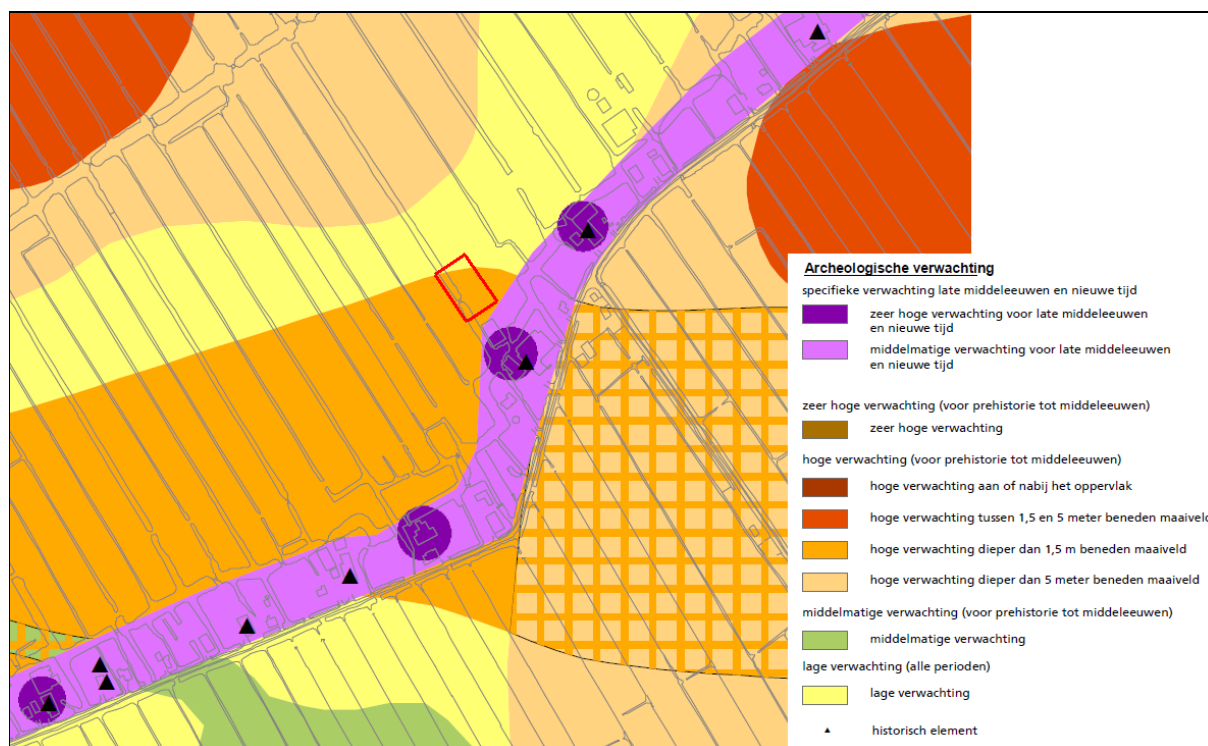 Archeologische verwachting
specifieke verwachting late middeleeuwen en nieuwe tijd
zeer hoge verwachting voor late middeleeuwen
en nieuwe tijd
middelmatige verwachting voor late middeleeuwen
en nieuwe tijd
zeer hoge verwachting (voor prehistorie tot middeleeuwen)
zeer hoge verwachting
hoge verwachting (voor prehistorie tot middeleeuwen)
hoge verwachting aan of nabij het oppervlak
hoge verwachting tussen 1,5 en 5 meter beneden maaiveld
hoge verwachting dieper dan 1,5 m beneden maaiveld
hoge verwachting dieper dan 5 meter beneden maaiveld
middelmatige verwachting (voor prehistorie tot middeleeuwen)
middelmatige verwachting
lage verwachting (alle perioden)
lage verwachting
historisch element